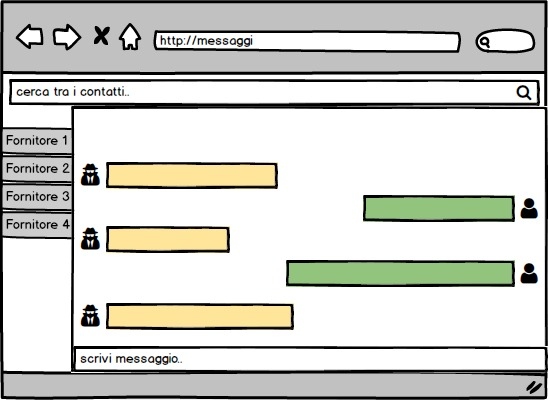 http://messaggi
cerca tra i contatti..
Fornitore 1
Fornitore 2
Fornitore 3
Fornitore 4
scrivi messaggio..